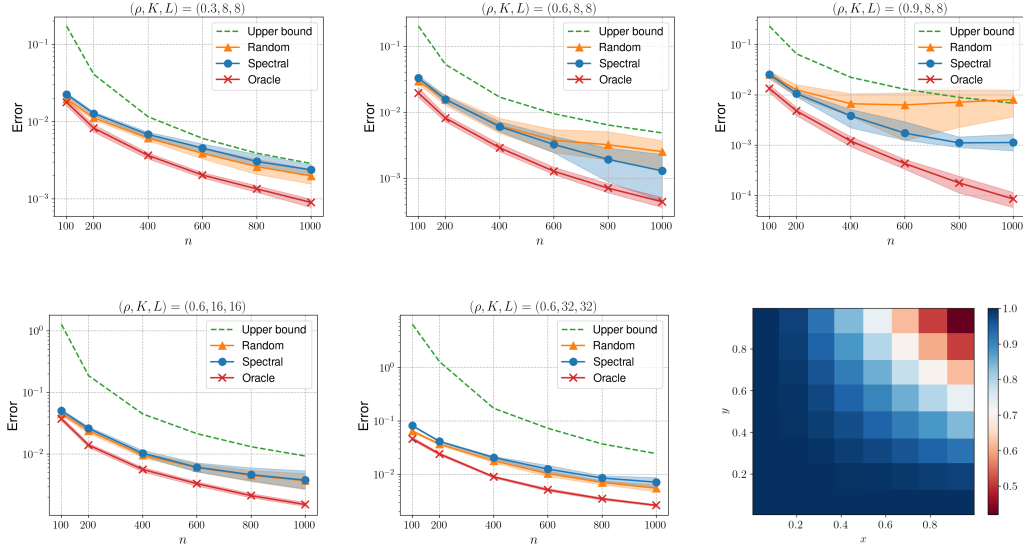 (ρ, K, L) = (0.3, 8, 8)
Error
10⁻¹
10⁻²
10⁻³
Upper bound
Random
Spectral
Oracle
100 200 400 600 800 1000
n
(ρ, K, L) = (0.6, 8, 8)
Error
10⁻¹
10⁻²
10⁻³
Upper bound
Random
Spectral
Oracle
100 200 400 600 800 1000
n
(ρ, K, L) = (0.9, 8, 8)
Error
10⁻¹
10⁻²
10⁻³
10⁻⁴
Upper bound
Random
Spectral
Oracle
100 200 400 600 800 1000
n
(ρ, K, L) = (0.6, 16, 16)
Error
10⁰
10⁻¹
10⁻²
Upper bound
Random
Spectral
Oracle
100 200 400 600 800 1000
n
(ρ, K, L) = (0.6, 32, 32)
Error
10⁰
10⁻¹
10⁻²
Upper bound
Random
Spectral
Oracle
100 200 400 600 800 1000
n
y
0.8
0.6
0.4
0.2
0.2 0.4 0.6 0.8
x
1.0
0.9
0.8
0.7
0.6
0.5